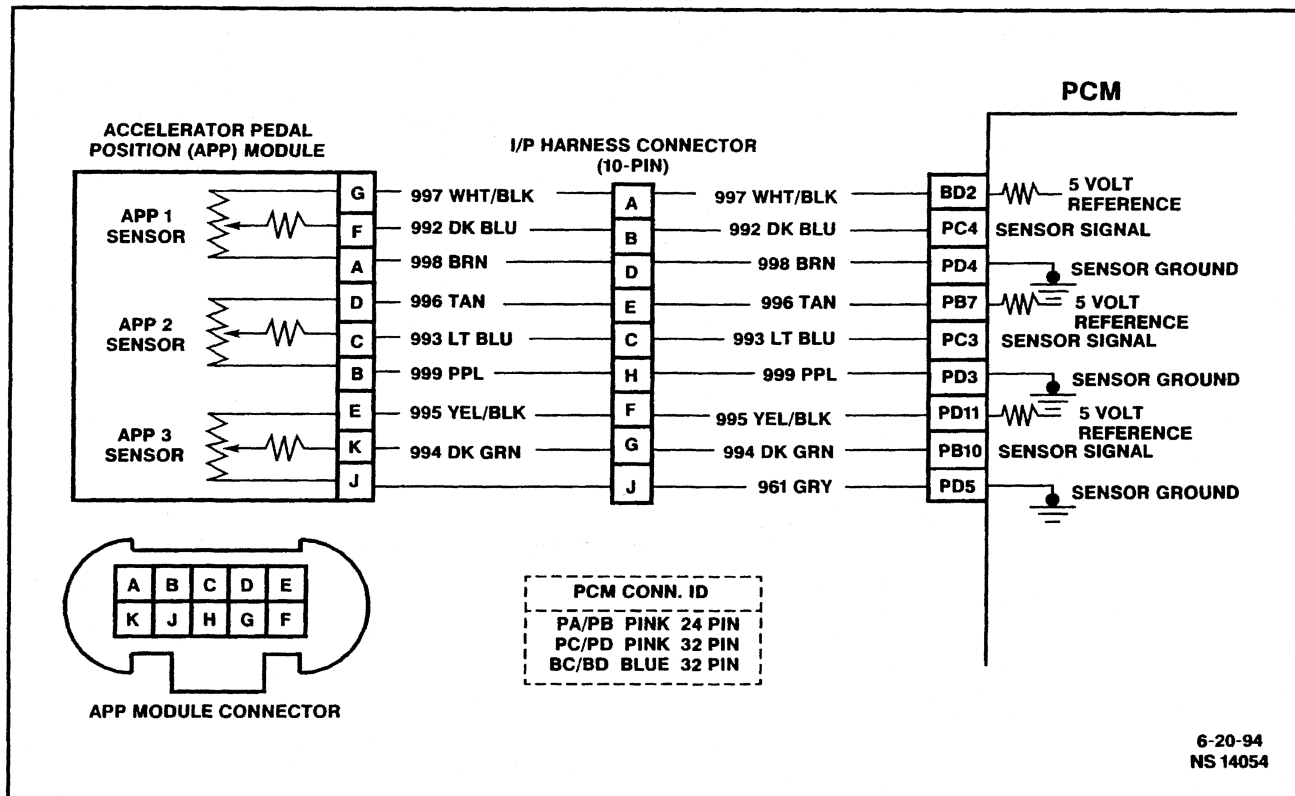 PCM
ACCELERATOR PEDAL
POSITION (APP) MODULE
I/P HARNESS CONNECTOR
(10-PIN)
APP 1
SENSOR
G 997 WHT/BLK A 997 WHT/BLK BD2 5 VOLT
REFERENCE
F 992 DK BLU B 992 DK BLU PC4 SENSOR SIGNAL
A 998 BRN D 998 BRN PD4 SENSOR GROUND
APP 2
SENSOR
D 996 TAN E 996 TAN PB7 5 VOLT
REFERENCE
C 993 LT BLU C 993 LT BLU PC3 SENSOR SIGNAL
B 999 PPL H 999 PPL PD3 SENSOR GROUND
APP 3
SENSOR
E 995 YEL/BLK F 995 YEL/BLK PD11 5 VOLT
REFERENCE
K 994 DK GRN G 994 DK GRN PB10 SENSOR SIGNAL
J J 961 GRY PD5 SENSOR GROUND
A B C D E
K J H G F
APP MODULE CONNECTOR
PCM CONN. ID
PA/PB PINK 24 PIN
PC/PD PINK 32 PIN
BC/BD BLUE 32 PIN
6-20-94
NS 14054